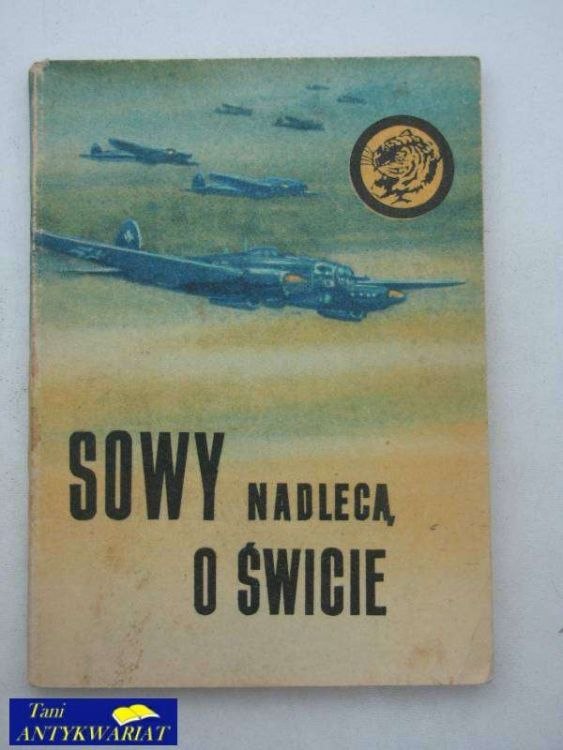 SOWY NADLECĄ
O ŚWICIE
Tani
ANTYKWARIAT